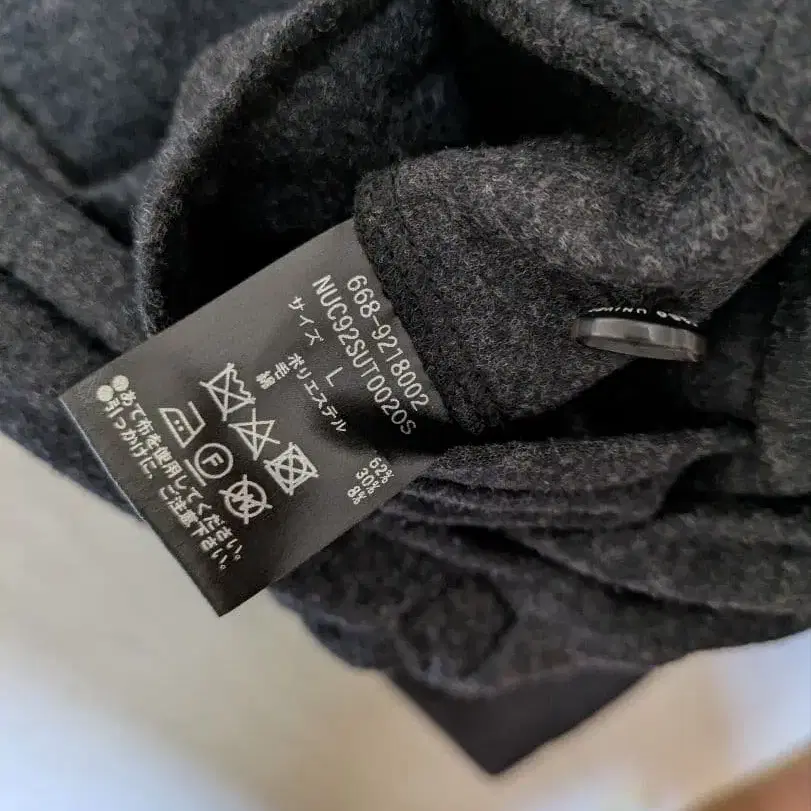 668-9218002
NUC92SUT0020S
サイズ L
ポリエステル 62%
毛 30%
綿 8%
F
●あて布を使用してください。
●引っかけに、ご注意下さい。